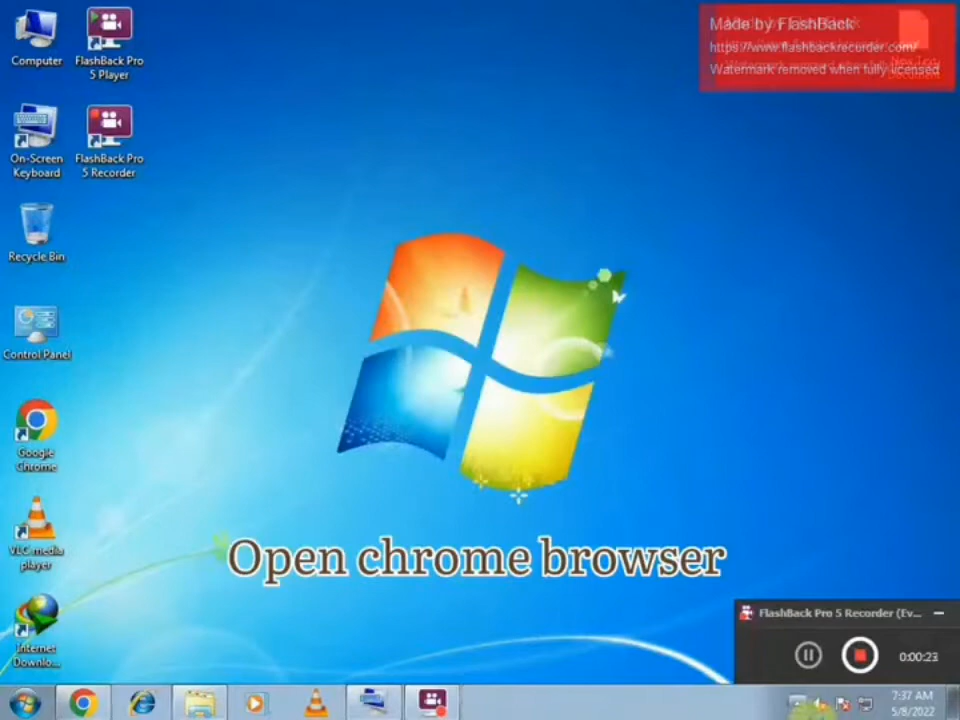 Computer
FlashBack Pro
5 Player
On-Screen
Keyboard
FlashBack Pro
5 Recorder
Recycle Bin
Control Panel
Google
Chrome
VLC media
player
Internet
Downlo...
Made by FlashBack
https://www.flashbackrecorder.com/
Watermark removed when fully licensed
Open chrome browser
FlashBack Pro 5 Recorder (Ev...
0:00:23
7:37 AM
5/8/2022